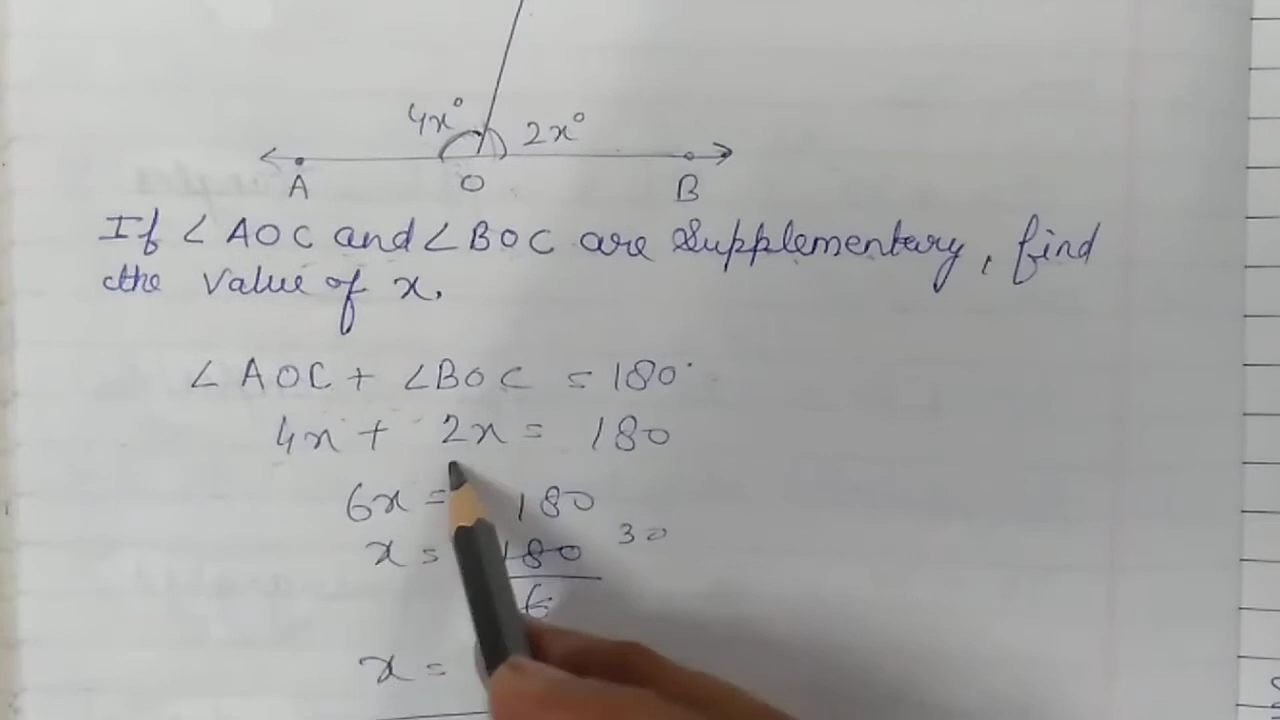 4x° 2x°
A O B
If ∠AOC and ∠BOC are Supplementary, find
the value of x.
∠AOC + ∠BOC = 180°
4x + 2x = 180
6x = 180
x = 180 30
6
x =